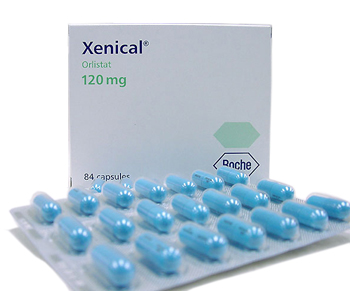 Xenical®
Orlistat
120 mg
84 capsules
Roche